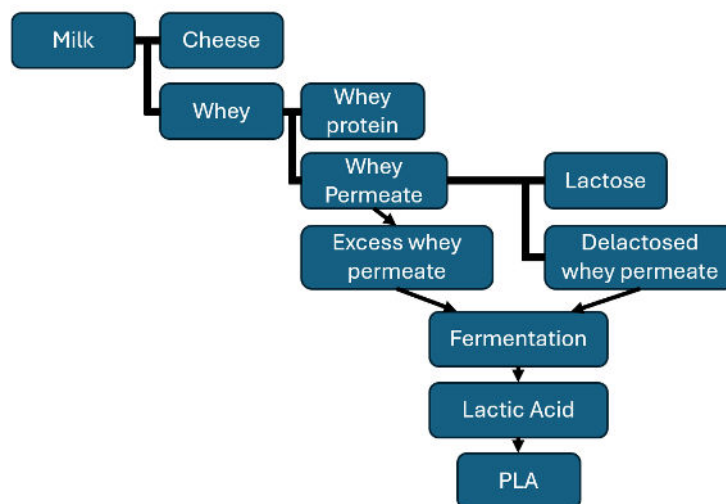 Milk
Cheese
Whey
Whey
protein
Whey
Permeate
Lactose
Excess whey
permeate
Delactosed
whey permeate
Fermentation
Lactic Acid
PLA